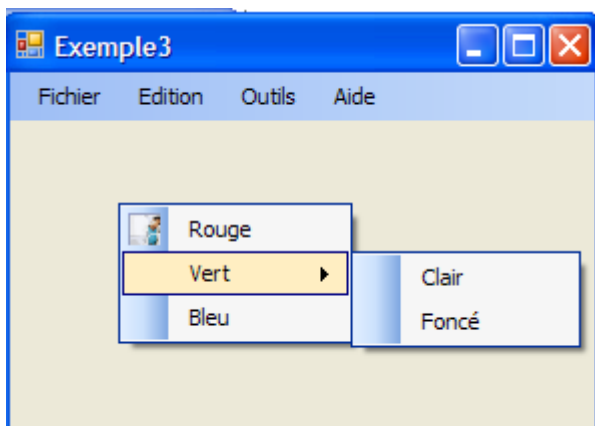 Exemple3
Fichier Edition Outils Aide
Rouge
Vert
Bleu
Clair
Foncé